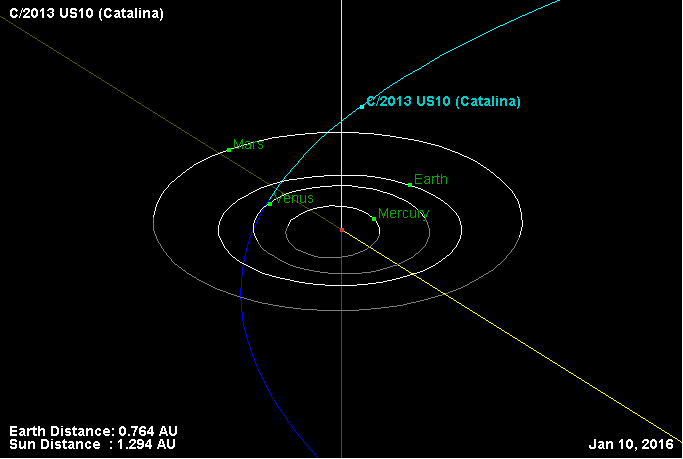 C/2013 US10 (Catalina)
C/2013 US10 (Catalina)
Mars
Earth
Venus
Mercury
Earth Distance: 0.764 AU
Sun Distance  : 1.294 AU
Jan 10, 2016